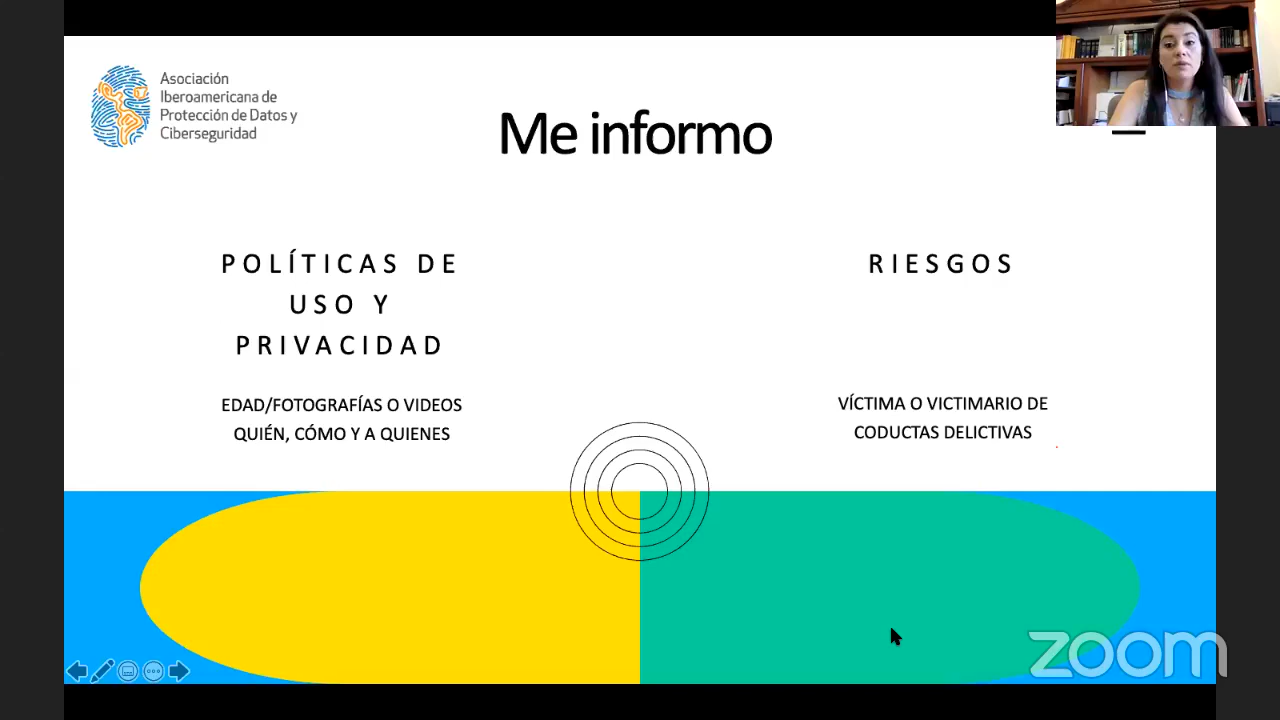 Asociación
Iberoamericana de
Protección de Datos y
Ciberseguridad
Me informo
POLÍTICAS DE
USO Y
PRIVACIDAD
EDAD/FOTOGRAFÍAS O VIDEOS
QUIÉN, CÓMO Y A QUIENES
RIESGOS
VÍCTIMA O VICTIMARIO DE
CODUCTAS DELICTIVAS
zoom